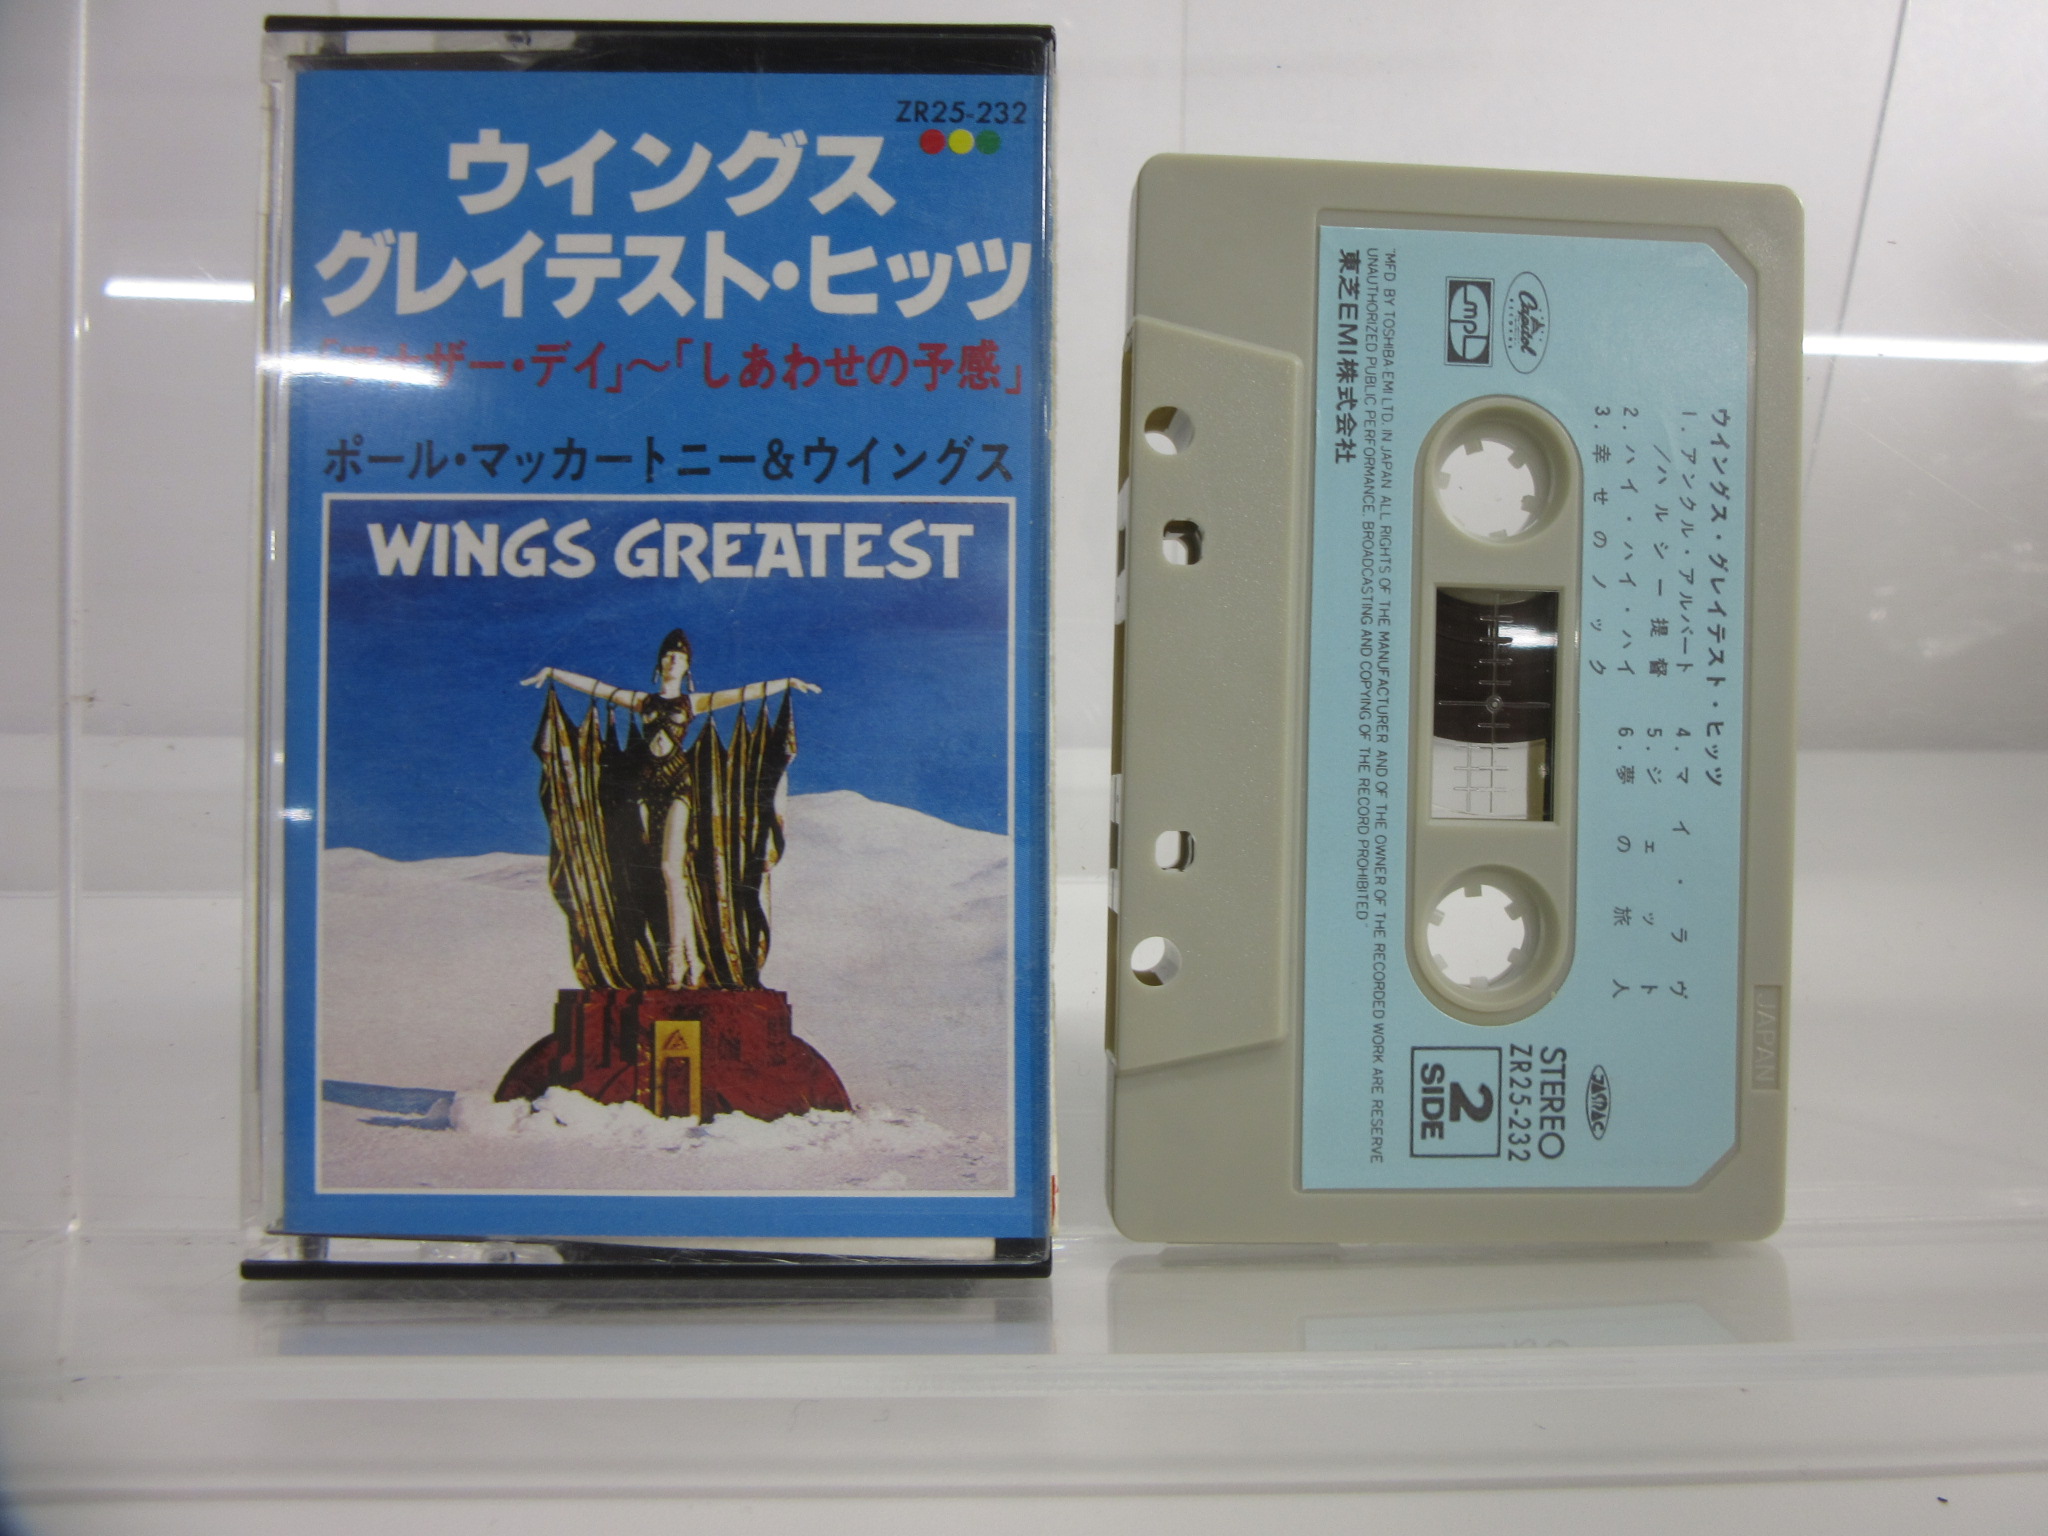 ZR25-232
ウイングス
グレイテスト・ヒッツ
「アナザー・デイ」〜「しあわせの予感」
ポール・マッカートニー&ウイングス
WINGS GREATEST
ウイングス・グレイテスト・ヒッツ
1. アンクル・アルバート
／ハルシー提督
2. ハイ・ハイ・ハイ
3. 幸せのノック
4. マイ・ラヴ
5. ジェット
6. 夢の旅人
Capitol
RECORDS
mpl
JASRAC
STEREO
ZR25-232
2
SIDE
"MFD BY TOSHIBA-EMI LTD. IN JAPAN ALL RIGHTS OF THE MANUFACTURER AND OF THE OWNER OF THE RECORDED WORK ARE RESERVE
UNAUTHORIZED PUBLIC PERFORMANCE. BROADCASTING AND COPYING OF THE RECORD PROHIBITED"
東芝EMI株式会社
JAPAN